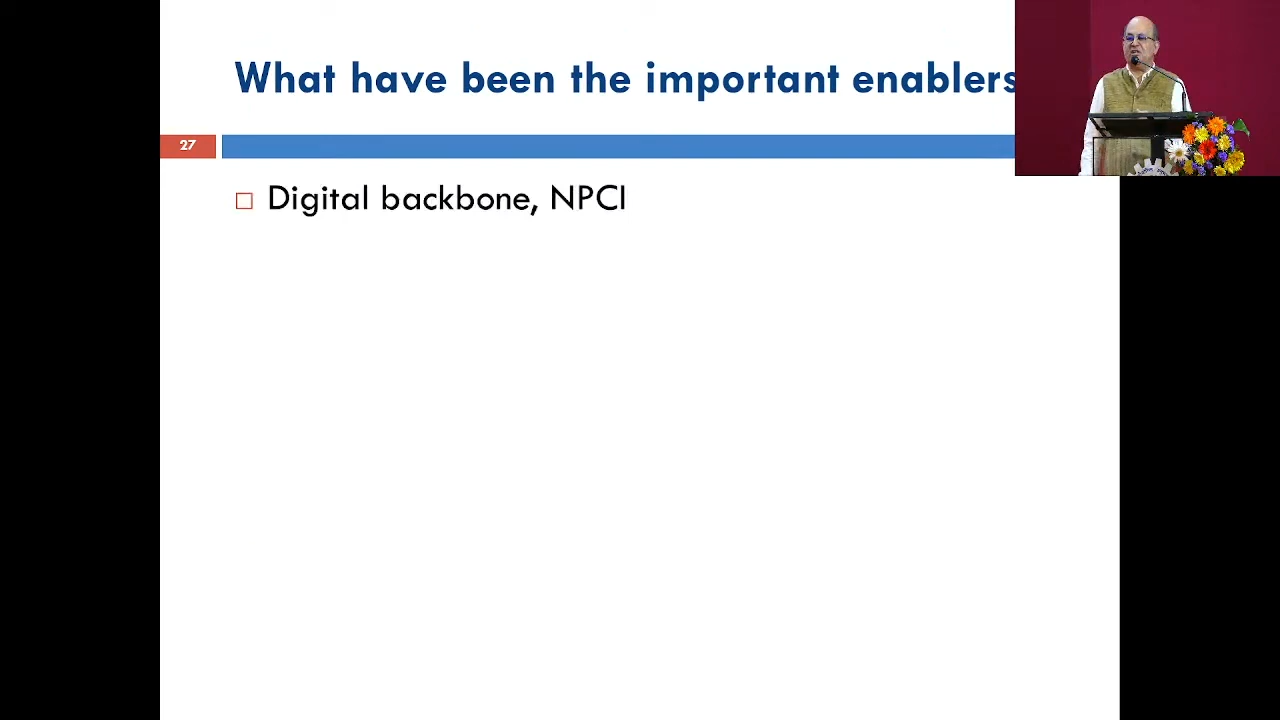 What have been the important enablers
27
Digital backbone, NPCI